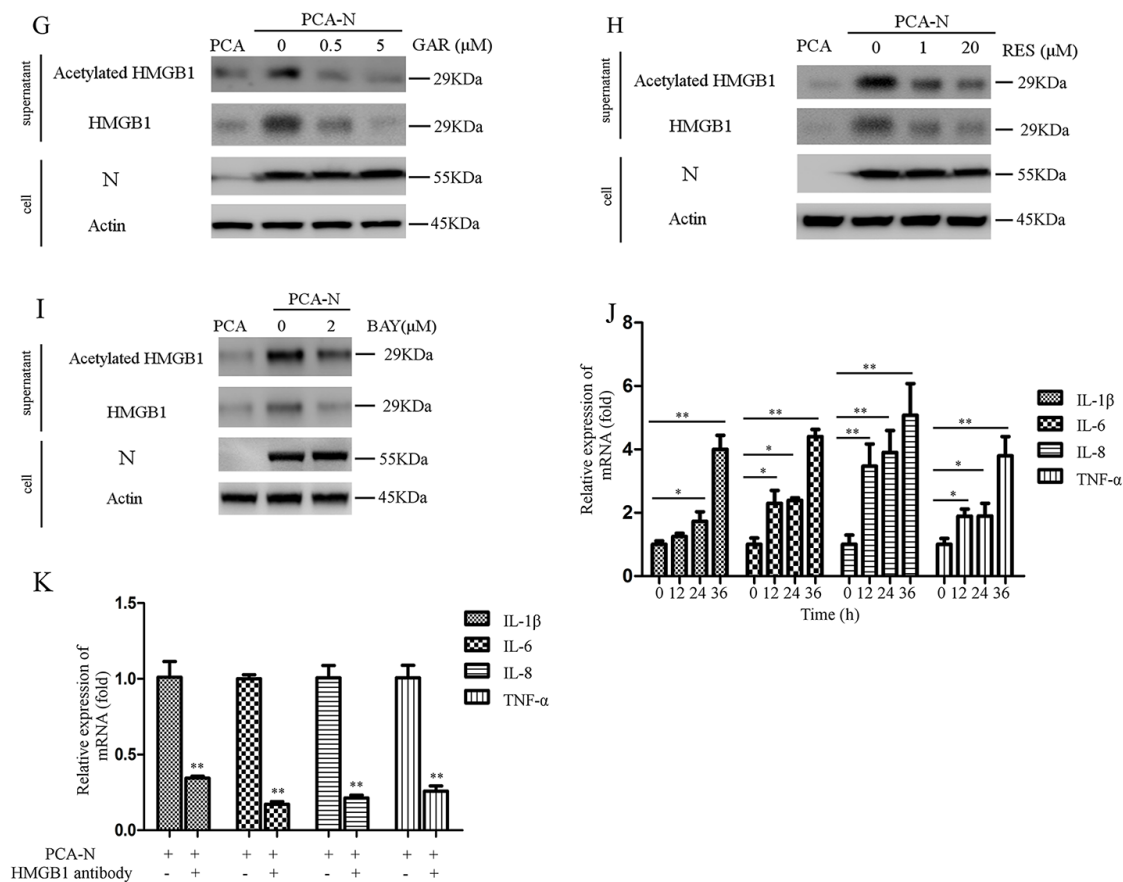 G
PCA-N
PCA 0 0.5 5 GAR (μM)
supernatant
Acetylated HMGB1 29KDa
HMGB1 29KDa
cell
N 55KDa
Actin 45KDa
H
PCA-N
PCA 0 1 20 RES (μM)
supernatant
Acetylated HMGB1 29KDa
HMGB1 29KDa
cell
N 55KDa
Actin 45KDa
I
PCA-N
PCA 0 2 BAY(μM)
supernatant
Acetylated HMGB1 29KDa
HMGB1 29KDa
cell
N 55KDa
Actin 45KDa
J
Relative expression of
mRNA (fold)
8
6
4
2
0
** * ** * * ** ** ** ** * *
0 12 24 36 0 12 24 36 0 12 24 36 0 12 24 36
Time (h)
IL-1β
IL-6
IL-8
TNF-α
K
Relative expression of
mRNA (fold)
1.5
1.0
0.5
0.0
** ** ** **
IL-1β
IL-6
IL-8
TNF-α
PCA-N + + + + + + + +
HMGB1 antibody - + - + - + - +